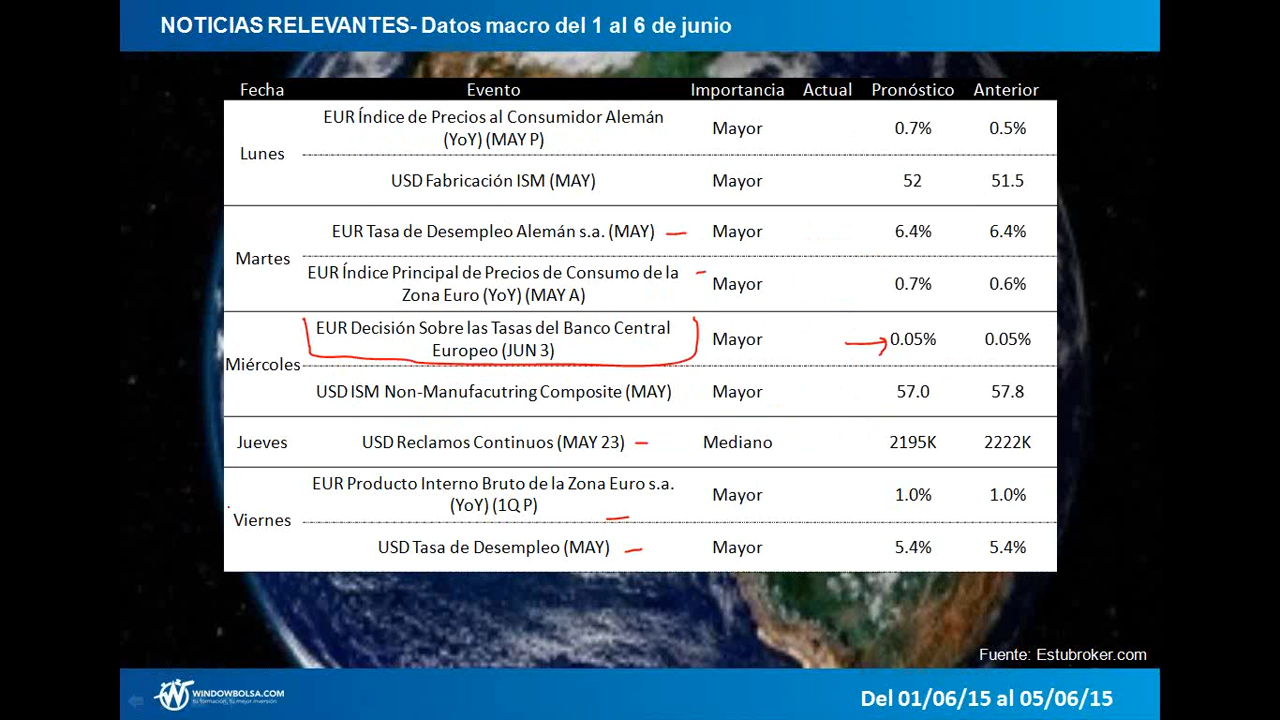 NOTICIAS RELEVANTES- Datos macro del 1 al 6 de junio
Fecha Evento Importancia Actual Pronóstico Anterior
Lunes
EUR Índice de Precios al Consumidor Alemán
(YoY) (MAY P) Mayor 0.7% 0.5%
USD Fabricación ISM (MAY) Mayor 52 51.5
Martes
EUR Tasa de Desempleo Alemán s.a. (MAY) Mayor 6.4% 6.4%
EUR Índice Principal de Precios de Consumo de la
Zona Euro (YoY) (MAY A) Mayor 0.7% 0.6%
Miércoles
EUR Decisión Sobre las Tasas del Banco Central
Europeo (JUN 3) Mayor 0.05% 0.05%
USD ISM Non-Manufacutring Composite (MAY) Mayor 57.0 57.8
Jueves USD Reclamos Continuos (MAY 23) Mediano 2195K 2222K
Viernes
EUR Producto Interno Bruto de la Zona Euro s.a.
(YoY) (1Q P) Mayor 1.0% 1.0%
USD Tasa de Desempleo (MAY) Mayor 5.4% 5.4%
Fuente: Estubroker.com
WINDOWBOLSA.COM
tu formación, tu mejor inversión
Del 01/06/15 al 05/06/15